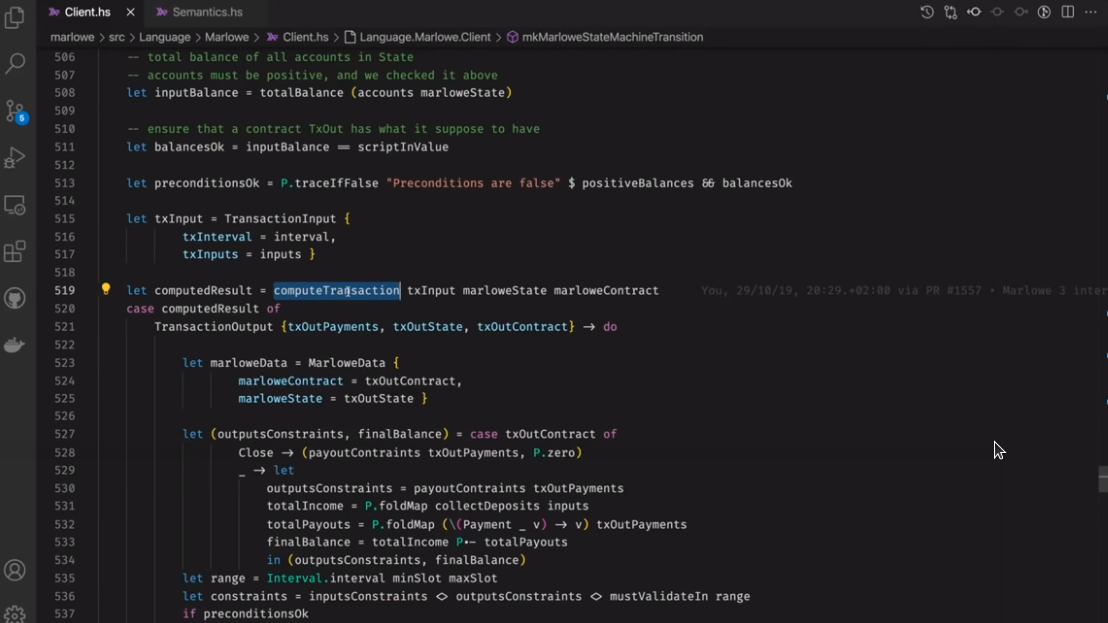 Client.hs
Semantics.hs
marlowe > src > Language > Marlowe > Client.hs > Language.Marlowe.Client > mkMarloweStateMachineTransition
506 -- total balance of all accounts in State
507 -- accounts must be positive, and we checked it above
508 let inputBalance = totalBalance (accounts marloweState)
509
510 -- ensure that a contract TxOut has what it suppose to have
511 let balancesOk = inputBalance == scriptInValue
512
513 let preconditionsOk = P.traceIfFalse "Preconditions are false" $ positiveBalances && balancesOk
514
515 let txInput = TransactionInput {
516 txInterval = interval,
517 txInputs = inputs }
518
519 let computedResult = computeTransaction txInput marloweState marloweContract You, 29/10/19, 20:29.+02:00 via PR #1557 • Marlowe 3 inter
520 case computedResult of
521 TransactionOutput {txOutPayments, txOutState, txOutContract} -> do
522
523 let marloweData = MarloweData {
524 marloweContract = txOutContract,
525 marloweState = txOutState }
526
527 let (outputsConstraints, finalBalance) = case txOutContract of
528 Close -> (payoutContraints txOutPayments, P.zero)
529 _ -> let
530 outputsConstraints = payoutContraints txOutPayments
531 totalIncome = P.foldMap collectDeposits inputs
532 totalPayouts = P.foldMap (\(Payment _ v) -> v) txOutPayments
533 finalBalance = totalIncome P.- totalPayouts
534 in (outputsConstraints, finalBalance)
535 let range = Interval.interval minSlot maxSlot
536 let constraints = inputsConstraints <> outputsConstraints <> mustValidateIn range
537 if preconditionsOk
5